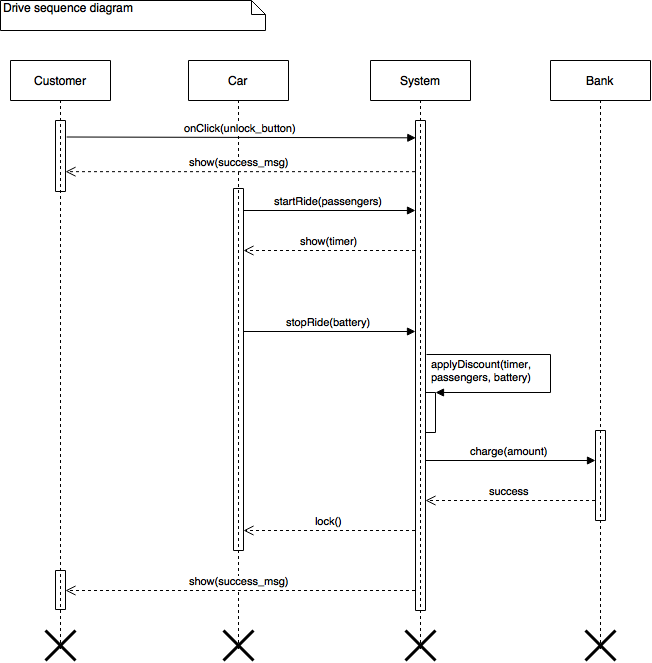 Drive sequence diagram
Customer
Car
System
Bank
onClick(unlock_button)
show(success_msg)
startRide(passengers)
show(timer)
stopRide(battery)
applyDiscount(timer,
passengers, battery)
charge(amount)
success
lock()
show(success_msg)